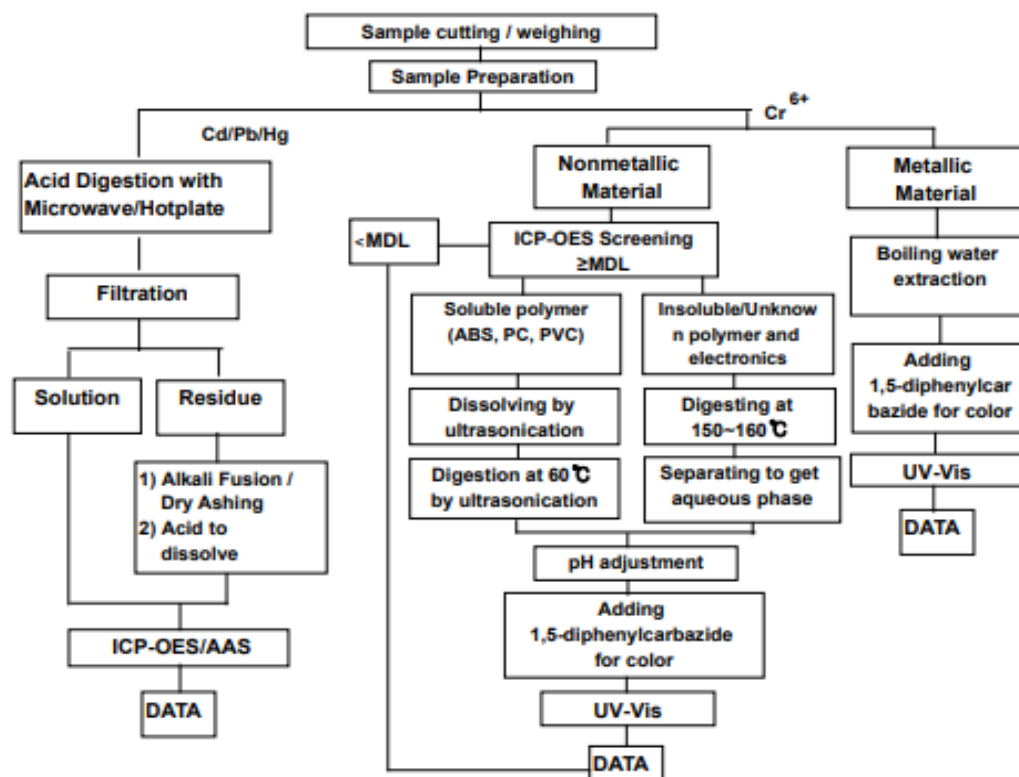 Sample cutting / weighing
Sample Preparation
Cd/Pb/Hg
Cr 6+
Acid Digestion with
Microwave/Hotplate
Filtration
Solution
Residue
1) Alkali Fusion /
Dry Ashing
2) Acid to
dissolve
ICP-OES/AAS
DATA
Nonmetallic
Material
<MDL
ICP-OES Screening
≥MDL
Soluble polymer
(ABS, PC, PVC)
Dissolving by
ultrasonication
Digestion at 60℃
by ultrasonication
Insoluble/Unknow
n polymer and
electronics
Digesting at
150~160℃
Separating to get
aqueous phase
pH adjustment
Adding
1,5-diphenylcarbazide
for color
UV-Vis
DATA
Metallic
Material
Boiling water
extraction
Adding
1,5-diphenylcar
bazide for color
UV-Vis
DATA